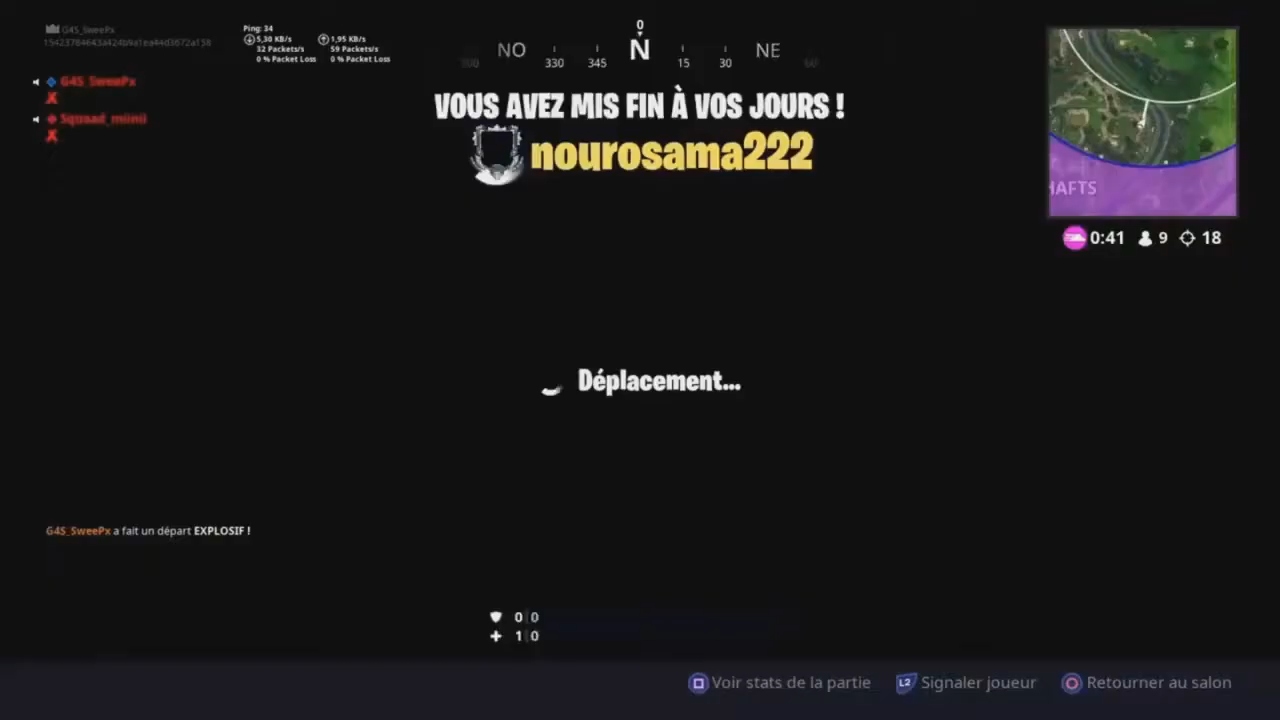 G4S_SweePx
Ping: 34
5,30 KB/s 1,95 KB/s
32 Packets/s 59 Packets/s
0 % Packet Loss 0 % Packet Loss
0
NO N NE
300 330 345 15 30 60
G4S_SweePx
X
Squaad_miinii
X
VOUS AVEZ MIS FIN À VOS JOURS !
nourosama222
HAFTS
0:41 9 18
Déplacement...
G4S_SweePx a fait un départ EXPLOSIF !
0 | 0
1 | 0
Voir stats de la partie L2 Signaler joueur Retourner au salon